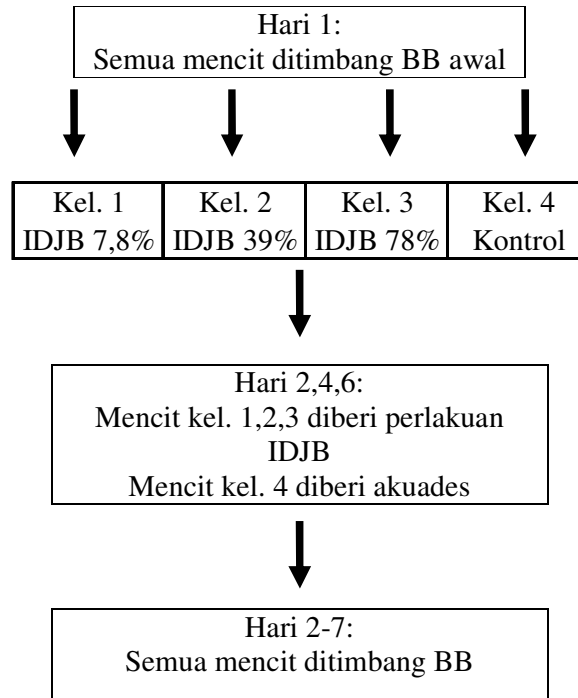 Hari 1:
Semua mencit ditimbang BB awal
Kel. 1
IDJB 7,8%
Kel. 2
IDJB 39%
Kel. 3
IDJB 78%
Kel. 4
Kontrol
Hari 2,4,6:
Mencit kel. 1,2,3 diberi perlakuan
IDJB
Mencit kel. 4 diberi akuades
Hari 2-7:
Semua mencit ditimbang BB